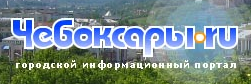 Чебоксары.ru
городской информационный портал